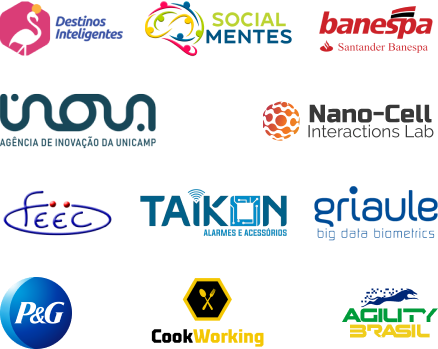 Destinos
Inteligentes
SOCIAL
MENTES
banespa
Santander Banespa
inova
AGÊNCIA DE INOVAÇÃO DA UNICAMP
Nano-Cell
Interactions Lab
feec
TAIKON
ALARMES E ACESSÓRIOS
griaule
big data biometrics
P&G
CookWorking
AGILITY
BRASIL